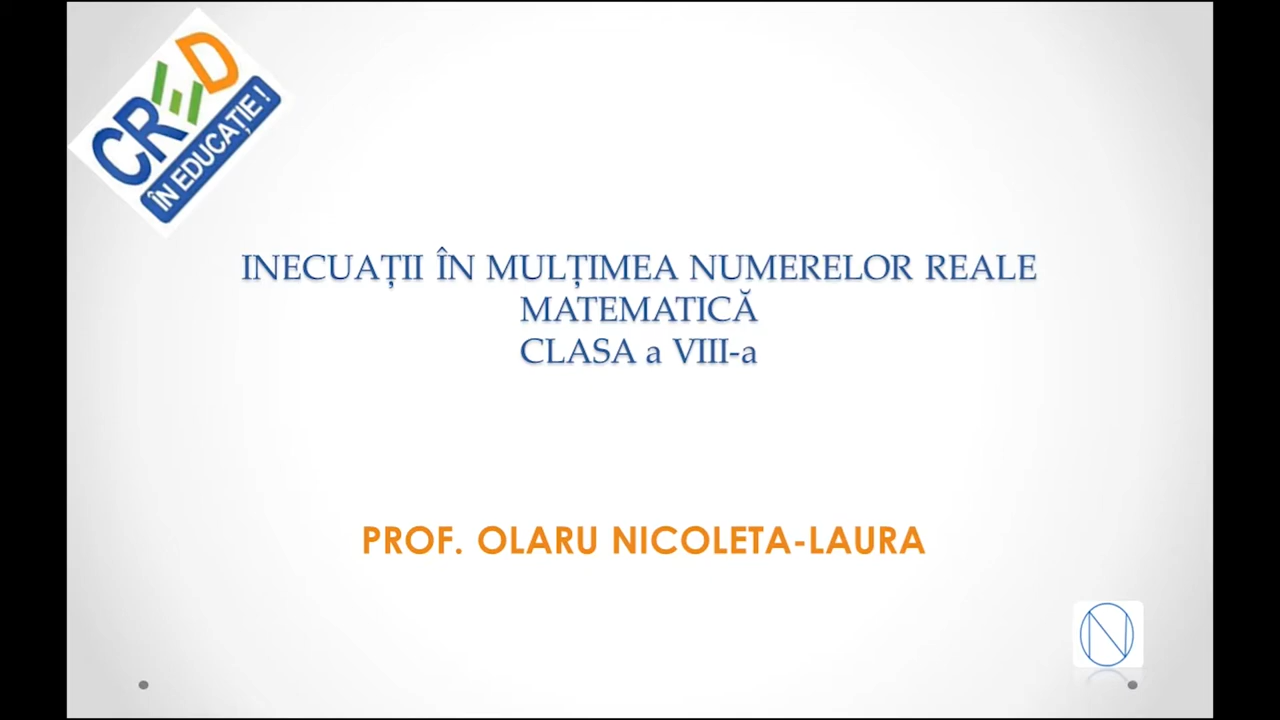 CRED
ÎN EDUCAȚIE !
INECUAȚII ÎN MULȚIMEA NUMERELOR REALE
MATEMATICĂ
CLASA a VIII-a
PROF. OLARU NICOLETA-LAURA
N